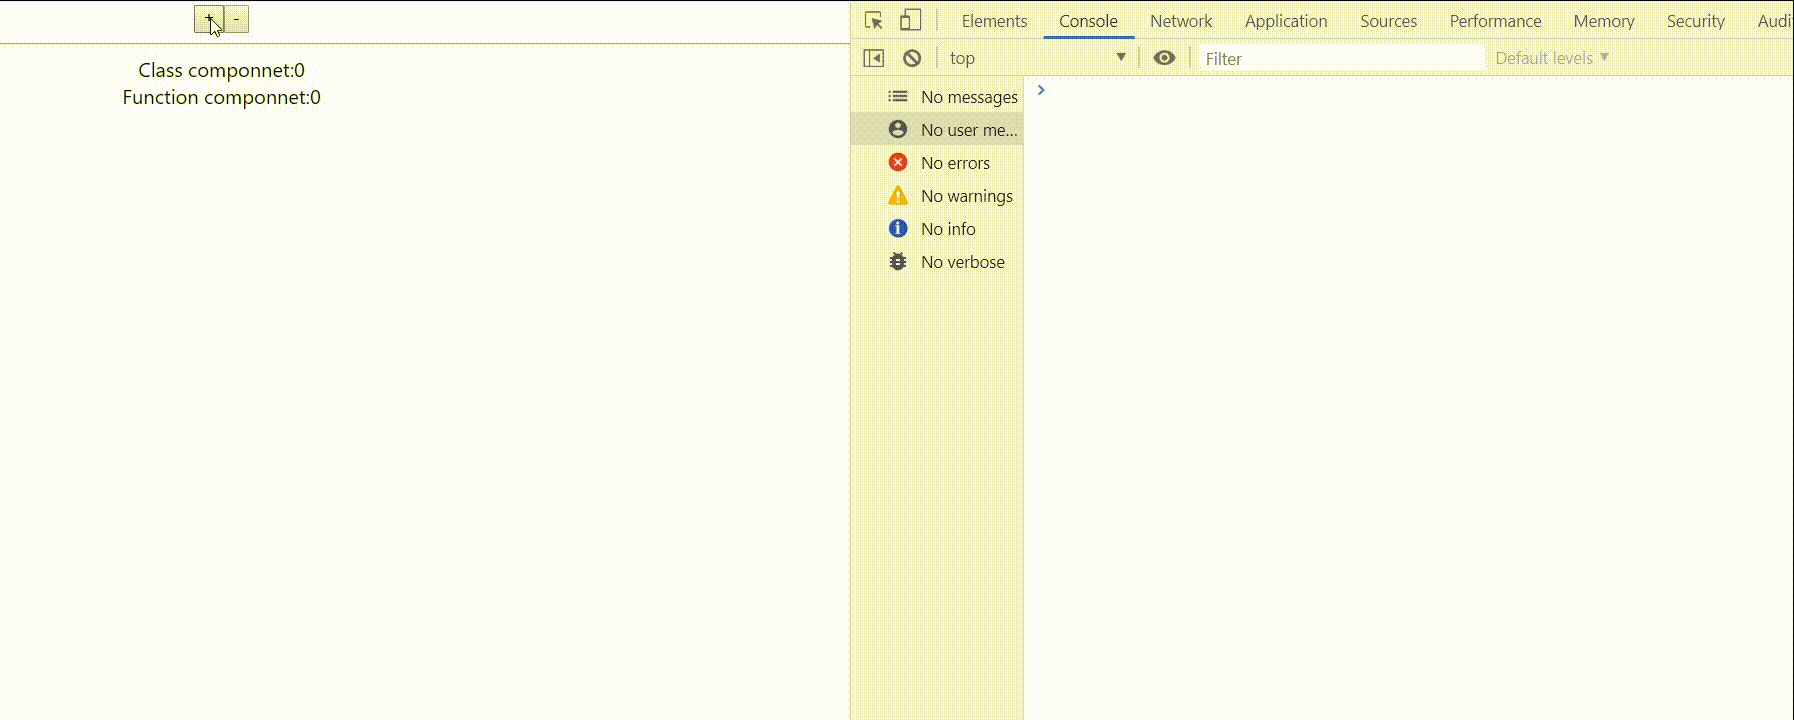 + -
Class componnet:0
Function componnet:0
Elements Console Network Application Sources Performance Memory Security Audi
top Filter Default levels
No messages
No user me...
No errors
No warnings
No info
No verbose